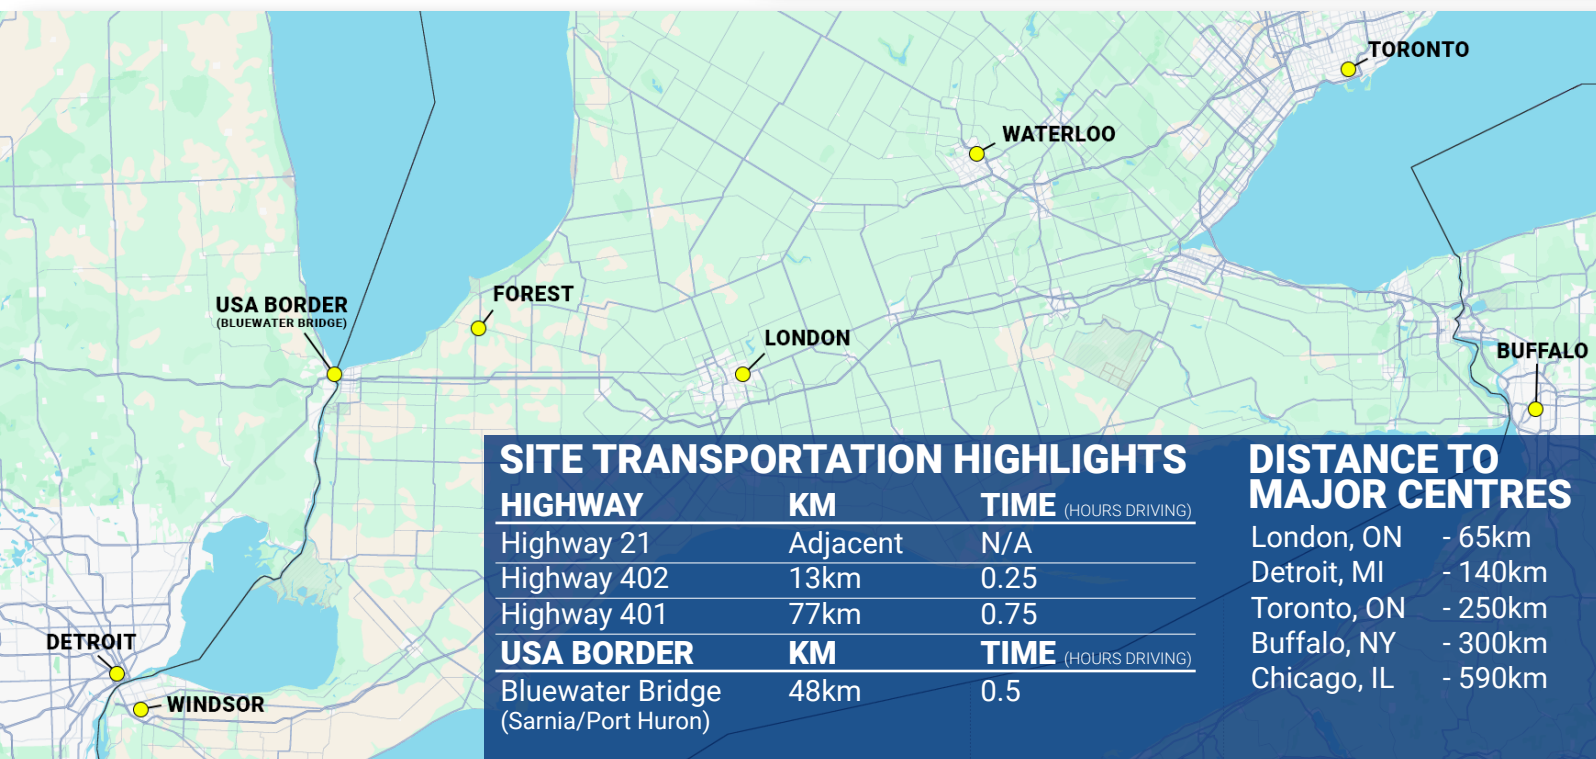 TORONTO
WATERLOO
FOREST
USA BORDER
(BLUEWATER BRIDGE)
LONDON
BUFFALO
DETROIT
WINDSOR
SITE TRANSPORTATION HIGHLIGHTS
HIGHWAY KM TIME (HOURS DRIVING)
Highway 21 Adjacent N/A
Highway 402 13km 0.25
Highway 401 77km 0.75
USA BORDER KM TIME (HOURS DRIVING)
Bluewater Bridge 48km 0.5
(Sarnia/Port Huron)
DISTANCE TO
MAJOR CENTRES
London, ON - 65km
Detroit, MI - 140km
Toronto, ON - 250km
Buffalo, NY - 300km
Chicago, IL - 590km